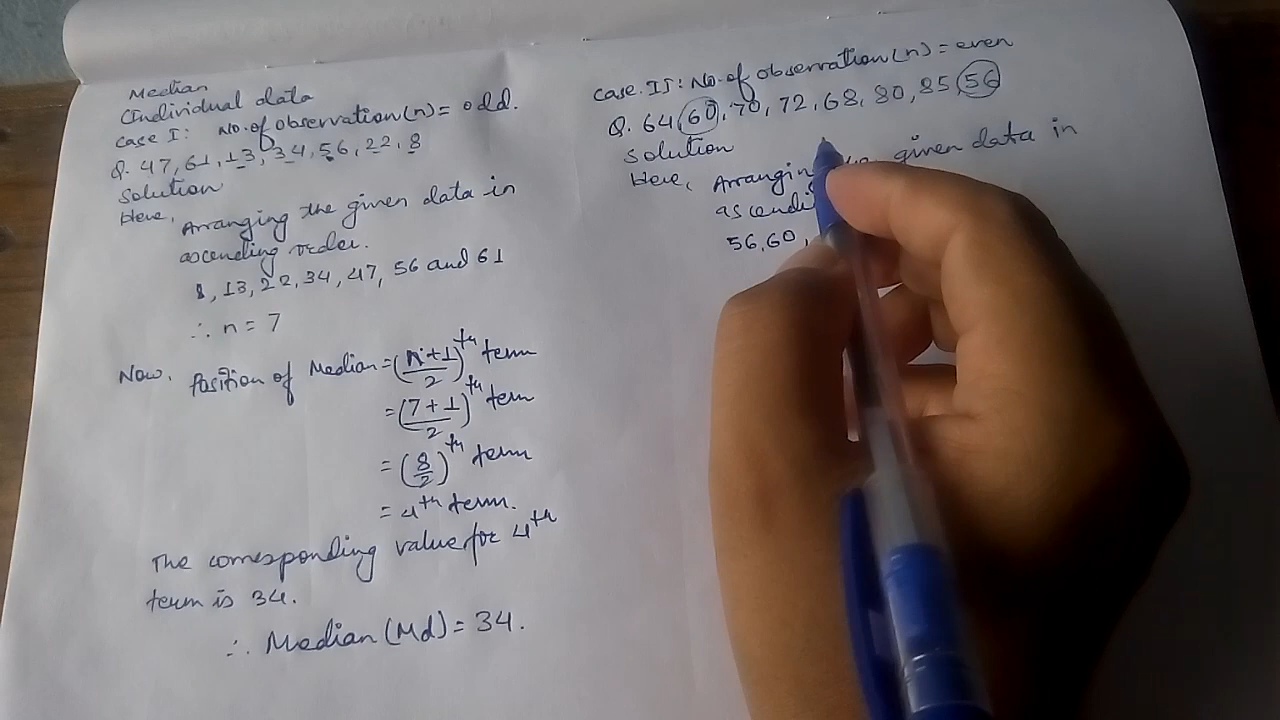 Median
(Individual data
Case I: No. of observation (n) = odd.
Q. 47, 61, 13, 34, 56, 22, 8
Solution
Here, Arranging the given data in
ascending order.
8, 13, 22, 34, 47, 56 and 61
∴ n = 7
Now, Position of Median = (n+1/2)th term
= (7+1/2)th term
= (8/2)th term
= 4th term.
The corresponding value for 4th
term is 34.
∴ Median (Md) = 34.
Case. II: No. of observation (n) = even
Q. 64, 60, 70, 72, 68, 80, 85, 56
Solution
Here, Arranging given data in
56, 60,